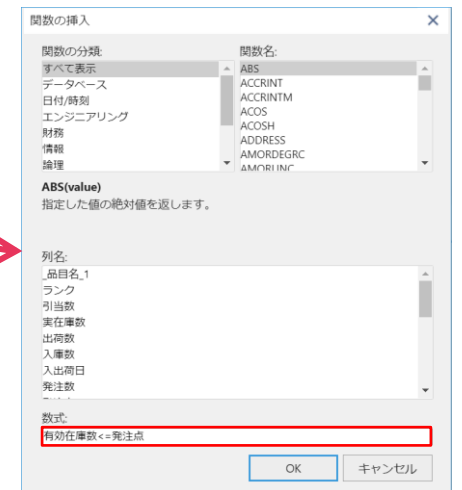 関数の挿入
関数の分類:
すべて表示
データベース
日付/時刻
エンジニアリング
財務
情報
論理
関数名:
ABS
ACCRINT
ACCRINTM
ACOS
ACOSH
ADDRESS
AMORDEGRC
AMORLINC
ABS(value)
指定した値の絶対値を返します。
列名:
_品目名_1
ランク
引当数
実在庫数
出荷数
入庫数
入出荷日
発注数
数式:
有効在庫数<=発注点
OK
キャンセル